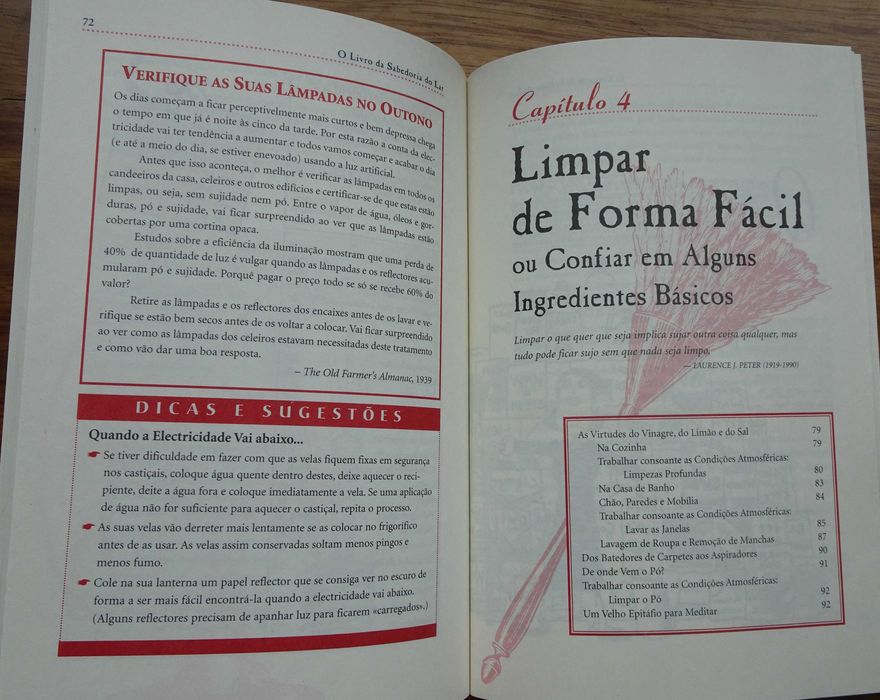 72
O Livro da Sabedoria do Lar
VERIFIQUE AS SUAS LÂMPADAS NO OUTONO
Os dias começam a ficar perceptivelmente mais curtos e bem depressa chega
o tempo em que já é noite às cinco da tarde. Por esta razão a conta da elec-
tricidade vai ter tendência a aumentar e todos vamos começar e acabar o dia
(e até a meio do dia, se estiver enevoado) usando a luz artificial.
Antes que isso aconteça, o melhor é verificar as lâmpadas em todos os
candeeiros da casa, celeiros e outros edifícios e certificar-se de que estas estão
limpas, ou seja, sem sujidade nem pó. Entre o vapor de água, óleos e gor-
duras, pó e sujidade, vai ficar surpreendido ao ver que as lâmpadas estão
cobertas por uma cortina opaca.
Estudos sobre a eficiência da iluminação mostram que uma perda de
40% de quantidade de luz é vulgar quando as lâmpadas e os reflectores acu-
mularam pó e sujidade. Porquê pagar o preço todo se só se recebe 60% do
valor?
Retire as lâmpadas e os reflectores dos encaixes antes de os lavar e ve-
rifique se estão bem secos antes de os voltar a colocar. Vai ficar surpreendido
ao ver como as lâmpadas dos celeiros estavam necessitadas deste tratamento
e como vão dar uma boa resposta.
– The Old Farmer's Almanac, 1939
DICAS E SUGESTÕES
Quando a Electricidade Vai abaixo...
Se tiver dificuldade em fazer com que as velas fiquem fixas em segurança
nos castiçais, coloque água quente dentro destes, deixe aquecer o reci-
piente, deite a água fora e coloque imediatamente a vela. Se uma aplicação
de água não for suficiente para aquecer o castiçal, repita o processo.
As suas velas vão derreter mais lentamente se as colocar no frigorífico
antes de as usar. As velas assim conservadas soltam menos pingos e
menos fumo.
Cole na sua lanterna um papel reflector que se consiga ver no escuro de
forma a ser mais fácil encontrá-la quando a electricidade vai abaixo.
(Alguns reflectores precisam de apanhar luz para ficarem «carregados».)
Capítulo 4
Limpar
de Forma Fácil
ou Confiar em Alguns
Ingredientes Básicos
Limpar o que quer que seja implica sujar outra coisa qualquer, mas
tudo pode ficar sujo sem que nada seja limpo.
— LAURENCE J. PETER (1919-1990)
As Virtudes do Vinagre, do Limão e do Sal 79
Na Cozinha 79
Trabalhar consoante as Condições Atmosféricas:
Limpezas Profundas 80
Na Casa de Banho 83
Chão, Paredes e Mobília 84
Trabalhar consoante as Condições Atmosféricas:
Lavar as Janelas 85
Lavagem de Roupa e Remoção de Manchas 87
Dos Batedores de Carpetes aos Aspiradores 90
De onde Vem o Pó? 91
Trabalhar consoante as Condições Atmosféricas:
Limpar o Pó 92
Um Velho Epitáfio para Meditar 92